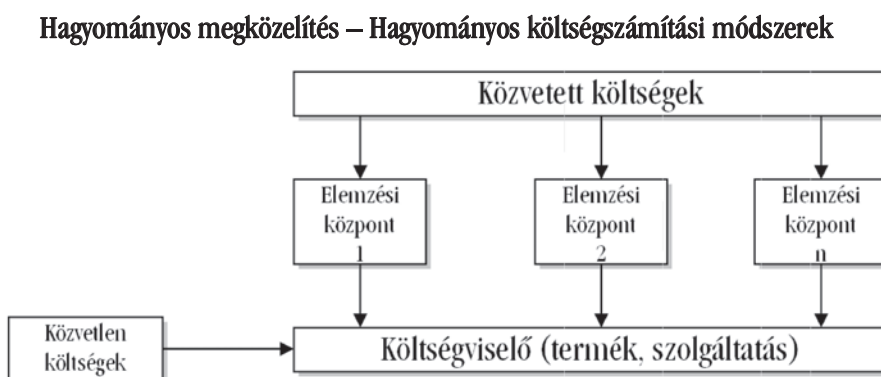 Hagyományos megközelítés – Hagyományos költségszámítási módszerek
Közvetett költségek
Elemzési
központ
1
Elemzési
központ
2
Elemzési
központ
n
Közvetlen
költségek
Költségviselő (termék, szolgáltatás)